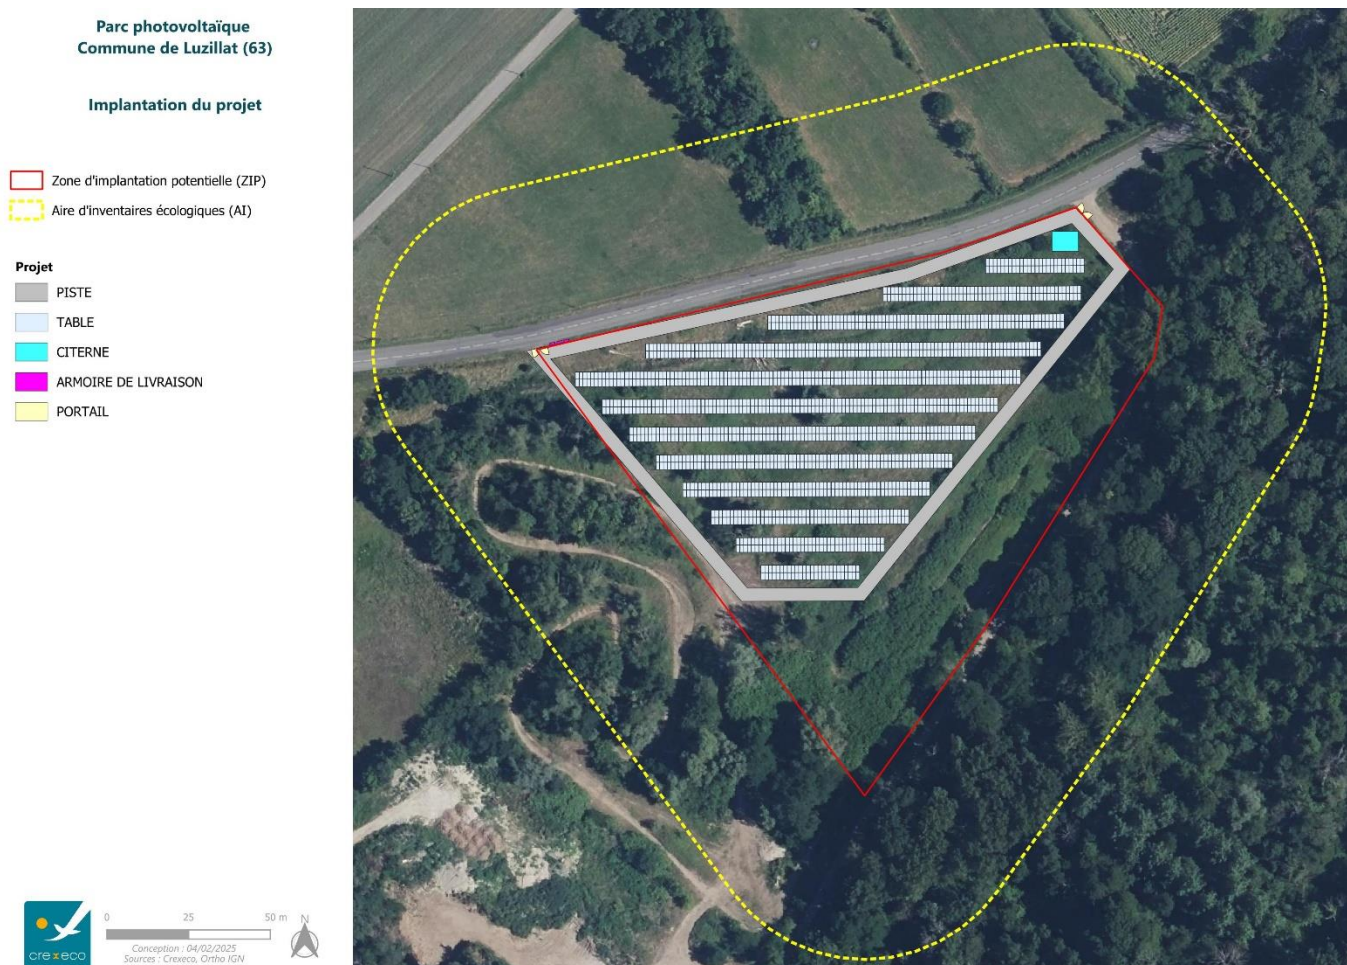 Parc photovoltaïque
Commune de Luzillat (63)
Implantation du projet
Zone d'implantation potentielle (ZIP)
Aire d'inventaires écologiques (AI)
Projet
PISTE
TABLE
CITERNE
ARMOIRE DE LIVRAISON
PORTAIL
crexeco
0 25 50 m
N
Conception : 04/02/2025
Sources : Crexeco, Ortho IGN